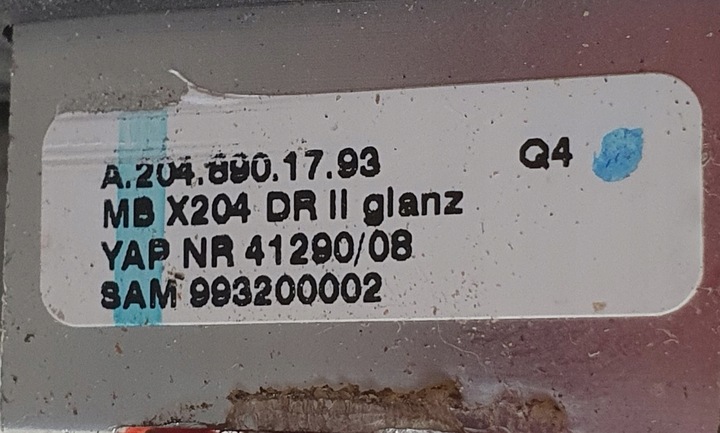 A.204.690.17.93 Q4
MB X204 DR II glanz
YAP NR 41290/08
SAM 993200002